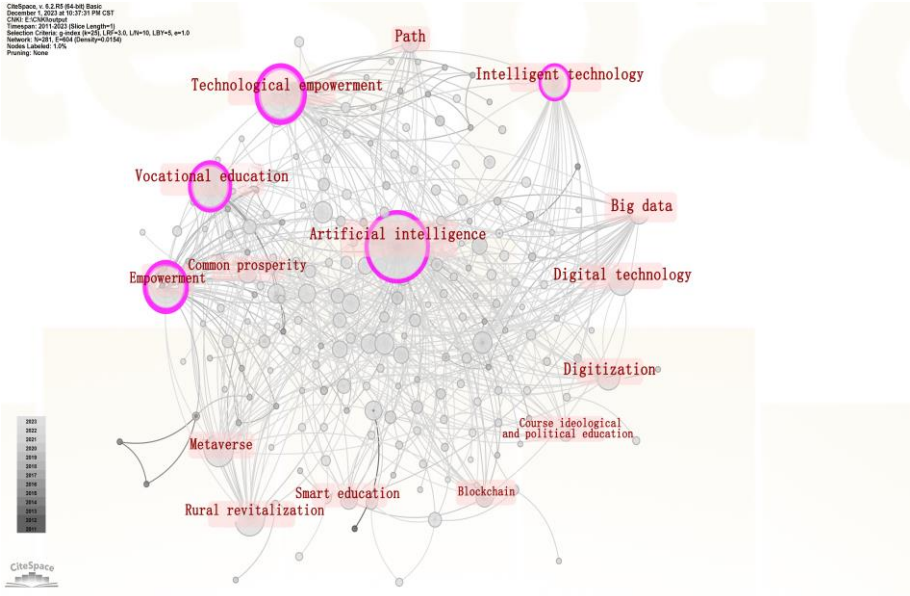 CiteSpace, v. 6.2.R5 (64-bit) Basic
December 1, 2023 at 10:37:31 PM CST
CNKI: E:\CNKI\output
Timespan: 2011-2023 (Slice Length=1)
Selection Criteria: g-index (k=25), LRF=3.0, L/N=10, LBY=5, e=1.0
Network: N=281, E=604 (Density=0.0154)
Nodes Labeled: 1.0%
Pruning: None
Path
Intelligent technology
Technological empowerment
Vocational education
Big data
Artificial intelligence
Common prosperity
Empowerment
Digital technology
Digitization
Course ideological
and political education
Metaverse
Smart education
Blockchain
Rural revitalization
2023
2022
2021
2020
2019
2018
2017
2016
2015
2014
2013
2012
2011
CiteSpace